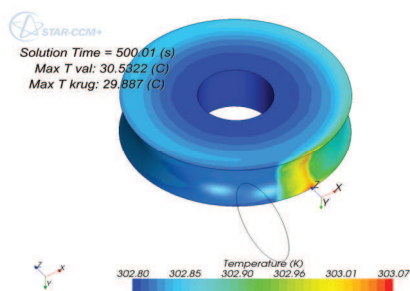 STAR-CCM+
Solution Time = 500.01 (s)
Max T val: 30.5322 (C)
Max T krug: 29.887 (C)
Z X
Y
Z X
Y
Temperature (K)
302.80 302.85 302.90 302.96 303.01 303.07